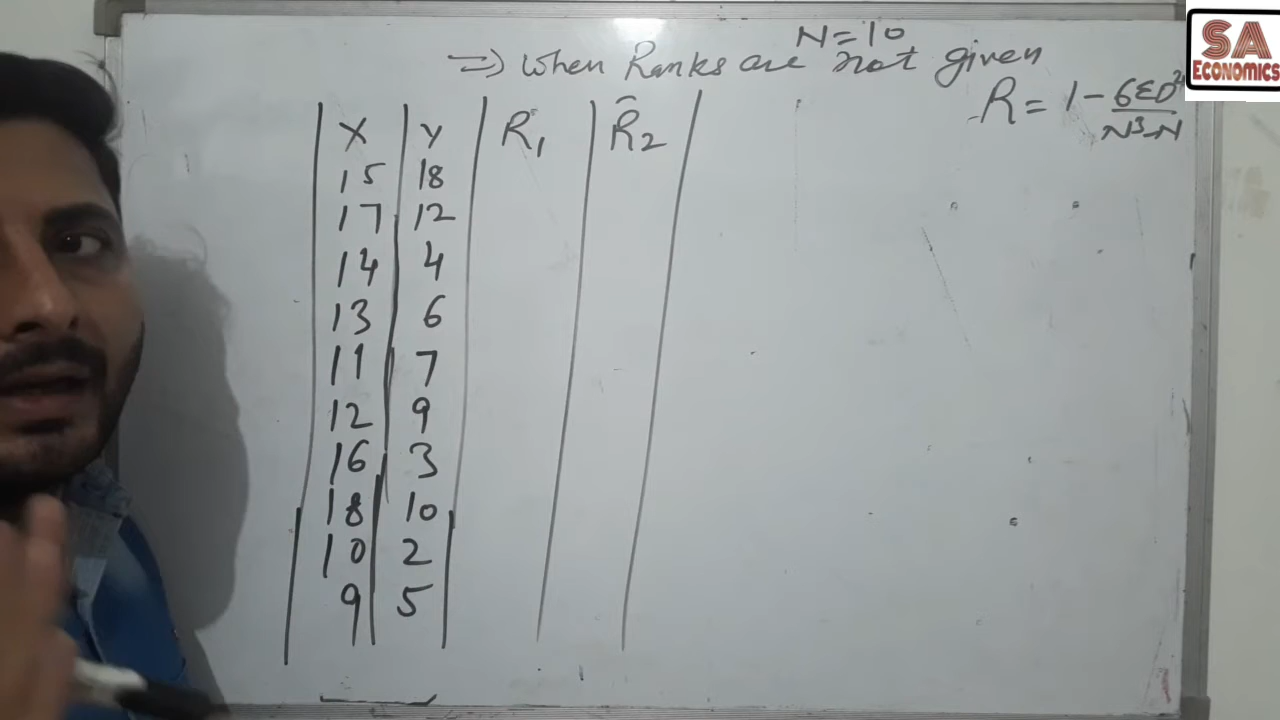 N=10
=> When Ranks are not given
SA
ECONOMICS
R = 1 - 6ΣD²
N³-N
X Y R₁ R₂
15 18
17 12
14 4
13 6
11 7
12 9
16 3
18 10
10 2
9 5